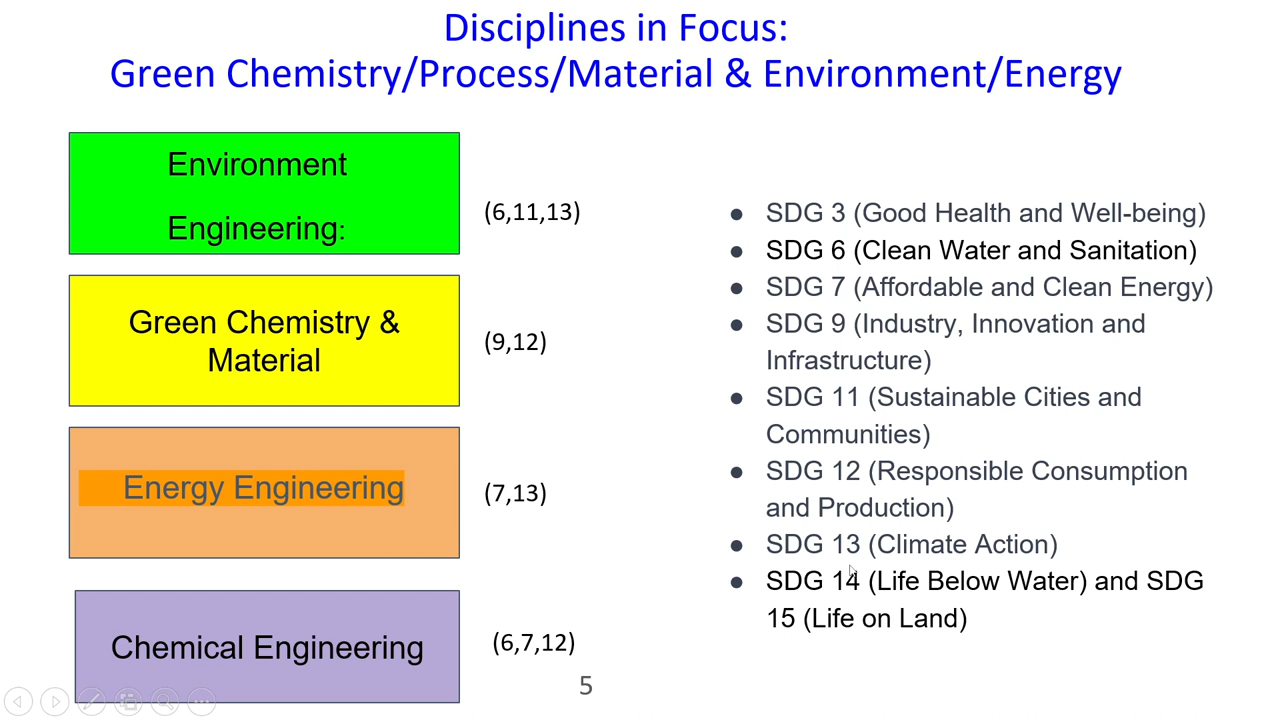 Disciplines in Focus:
Green Chemistry/Process/Material & Environment/Energy
Environment
Engineering:
(6,11,13)
Green Chemistry &
Material
(9,12)
Energy Engineering
(7,13)
Chemical Engineering
(6,7,12)
● SDG 3 (Good Health and Well-being)
● SDG 6 (Clean Water and Sanitation)
● SDG 7 (Affordable and Clean Energy)
● SDG 9 (Industry, Innovation and
Infrastructure)
● SDG 11 (Sustainable Cities and
Communities)
● SDG 12 (Responsible Consumption
and Production)
● SDG 13 (Climate Action)
● SDG 14 (Life Below Water) and SDG
15 (Life on Land)
5